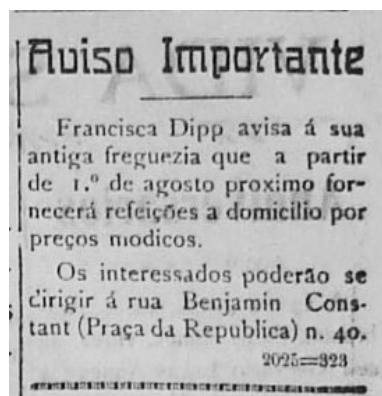 Aviso Importante
Francisca Dipp avisa á sua
antiga freguezia que a partir
de 1.º de agosto proximo for-
necerá refeições a domicilio por
preços modicos.
Os interessados poderão se
dirigir á rua Benjamin Cons-
tant (Praça da Republica) n. 40.
2025=323